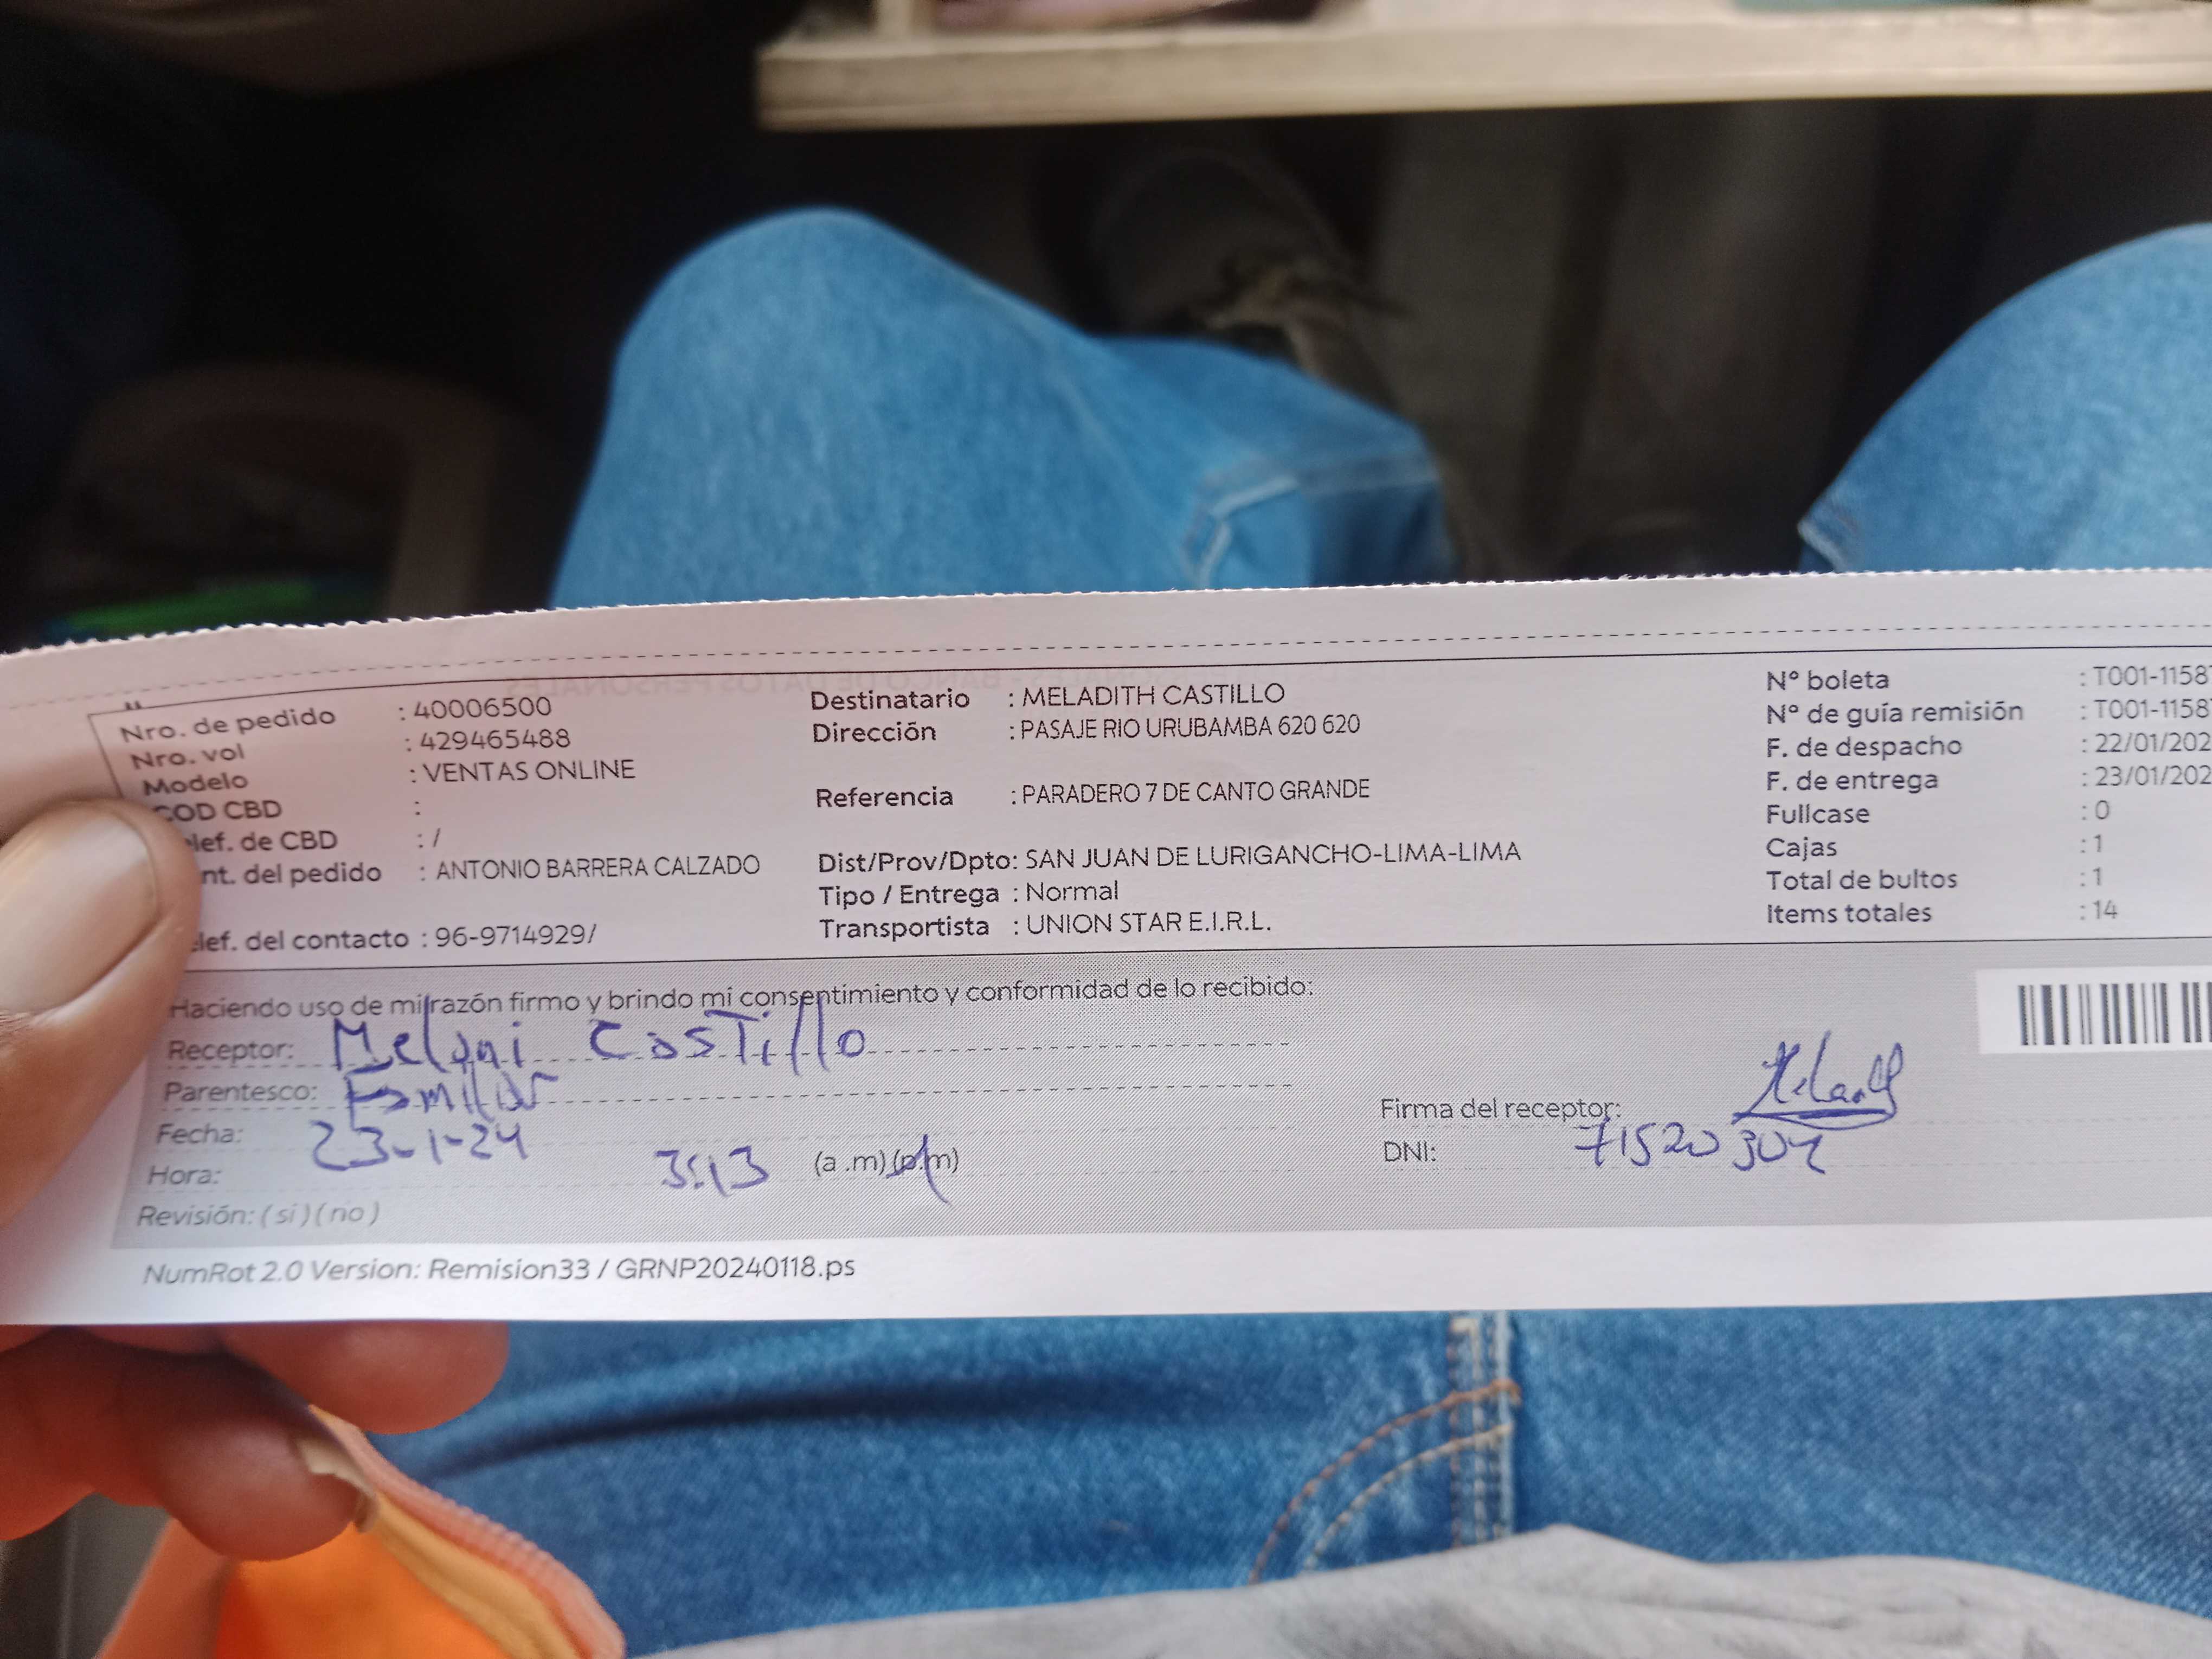 Nro. de pedido : 40006500
Nro. vol : 429465488
Modelo : VENTAS ONLINE
COD CBD :
lef. de CBD : /
nt. del pedido : ANTONIO BARRERA CALZADO
lef. del contacto : 96-9714929/
Destinatario : MELADITH CASTILLO
Dirección : PASAJE RIO URUBAMBA 620 620
Referencia : PARADERO 7 DE CANTO GRANDE
Dist/Prov/Dpto: SAN JUAN DE LURIGANCHO-LIMA-LIMA
Tipo / Entrega : Normal
Transportista : UNION STAR E.I.R.L.
N° boleta : T001-1158
N° de guía remisión : T001-1158
F. de despacho : 22/01/202
F. de entrega : 23/01/202
Fullcase : 0
Cajas : 1
Total de bultos : 1
Items totales : 14
Haciendo uso de mi razón firmo y brindo mi consentimiento y conformidad de lo recibido:
Receptor: Melani Castillo
Parentesco: Familiar
Fecha: 23-1-24
Hora: 3:13 (a .m) (p.m)
Revisión: ( si ) ( no )
Firma del receptor:
DNI: 71520304
NumRot 2.0 Version: Remision33 / GRNP20240118.ps